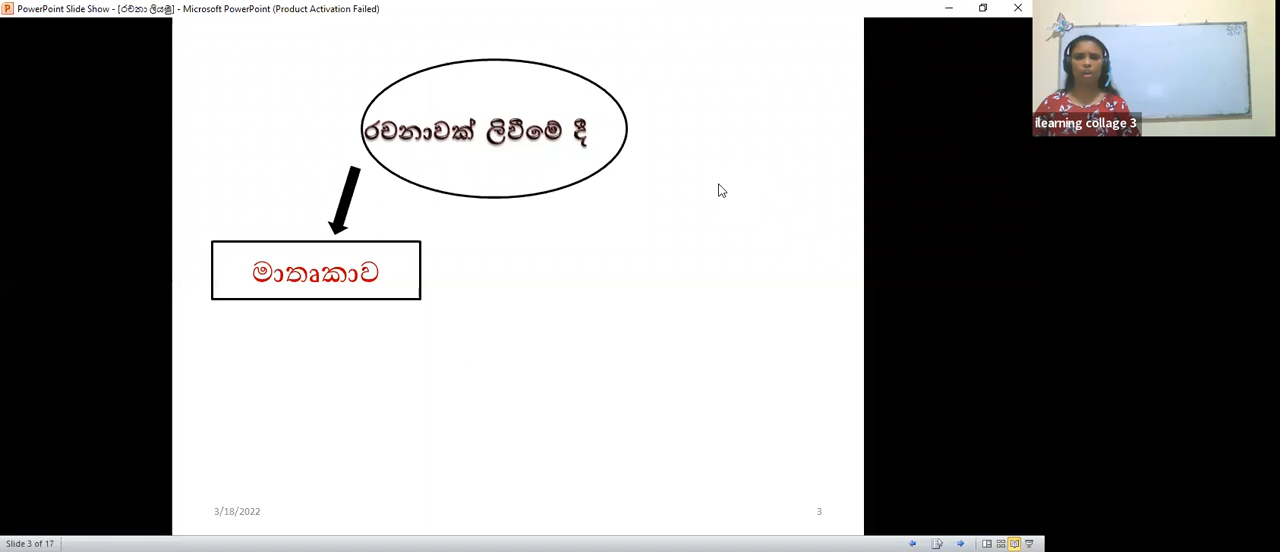 PowerPoint Slide Show - [රචනා ලියමු] - Microsoft PowerPoint (Product Activation Failed)
රචනාවක් ලිවීමේ දී
මාතෘකාව
3/18/2022
3
Slide 3 of 17
ilearning collage 3